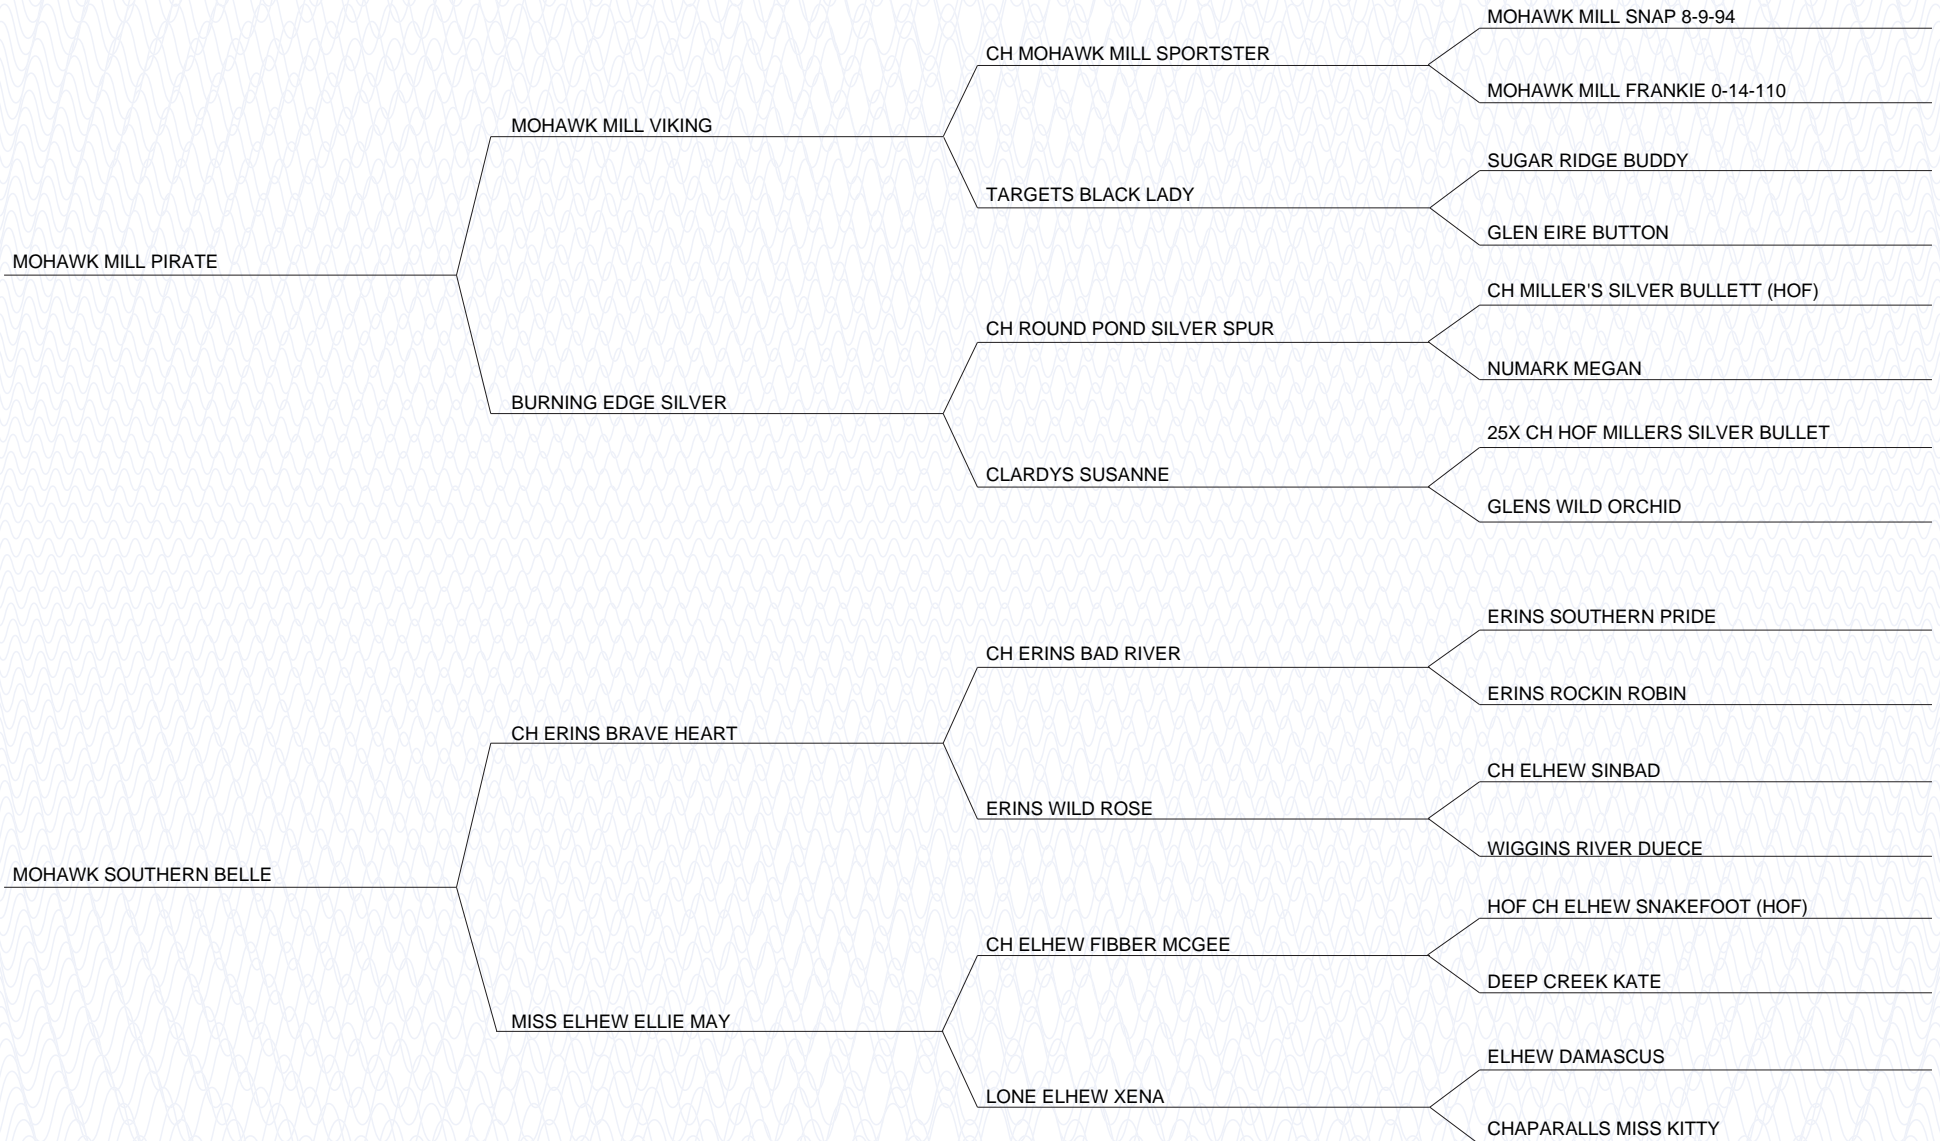 MOHAWK MILL SNAP 8-9-94
CH MOHAWK MILL SPORTSTER
MOHAWK MILL FRANKIE 0-14-110
MOHAWK MILL VIKING
SUGAR RIDGE BUDDY
TARGETS BLACK LADY
GLEN EIRE BUTTON
MOHAWK MILL PIRATE
CH MILLER'S SILVER BULLETT (HOF)
CH ROUND POND SILVER SPUR
NUMARK MEGAN
BURNING EDGE SILVER
25X CH HOF MILLERS SILVER BULLET
CLARDYS SUSANNE
GLENS WILD ORCHID
ERINS SOUTHERN PRIDE
CH ERINS BAD RIVER
ERINS ROCKIN ROBIN
CH ERINS BRAVE HEART
CH ELHEW SINBAD
ERINS WILD ROSE
WIGGINS RIVER DUECE
MOHAWK SOUTHERN BELLE
HOF CH ELHEW SNAKEFOOT (HOF)
CH ELHEW FIBBER MCGEE
DEEP CREEK KATE
MISS ELHEW ELLIE MAY
ELHEW DAMASCUS
LONE ELHEW XENA
CHAPARALLS MISS KITTY